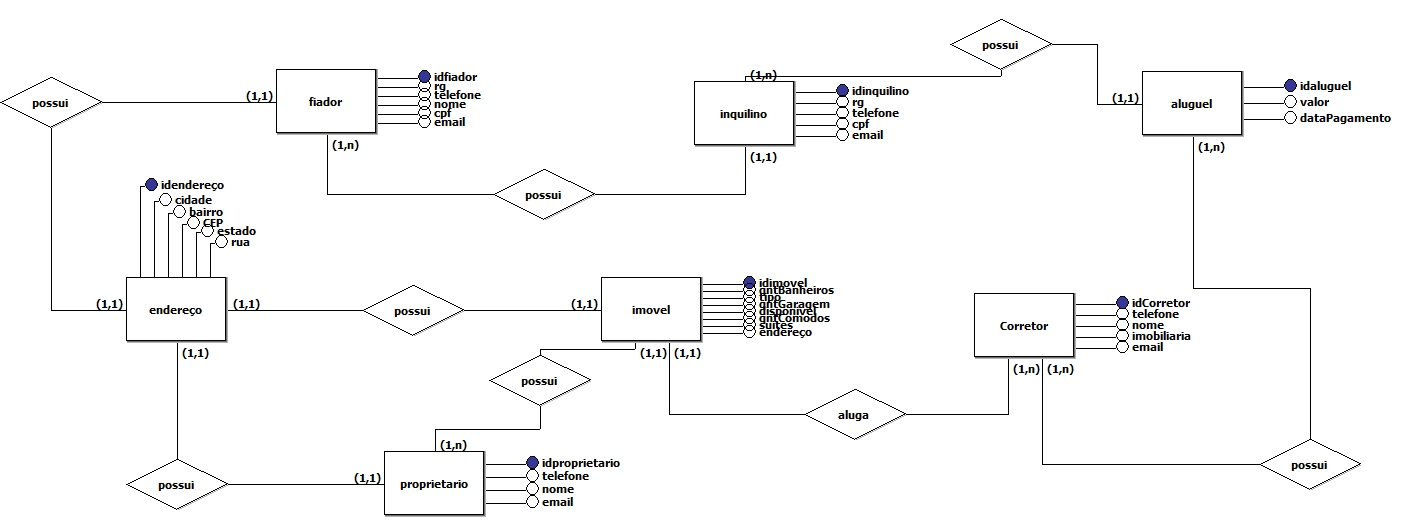 possui
(1,1)
fiador
idfiador
rg
telefone
nome
cpf
email
(1,n)
possui
(1,n)
inquilino
idinquilino
rg
telefone
cpf
email
(1,1)
possui
(1,1)
aluguel
idaluguel
valor
dataPagamento
(1,n)
idendereço
cidade
bairro
CEP
estado
rua
(1,1)
endereço
(1,1)
(1,1)
possui
(1,1)
imovel
idimovel
qntBanheiros
tipo
qntGaragem
disponivel
qntComodos
suites
endereço
(1,1)
(1,1)
possui
(1,n)
aluga
Corretor
idCorretor
telefone
nome
imobiliaria
email
(1,n)
(1,n)
possui
possui
(1,1)
proprietario
idproprietario
telefone
nome
email